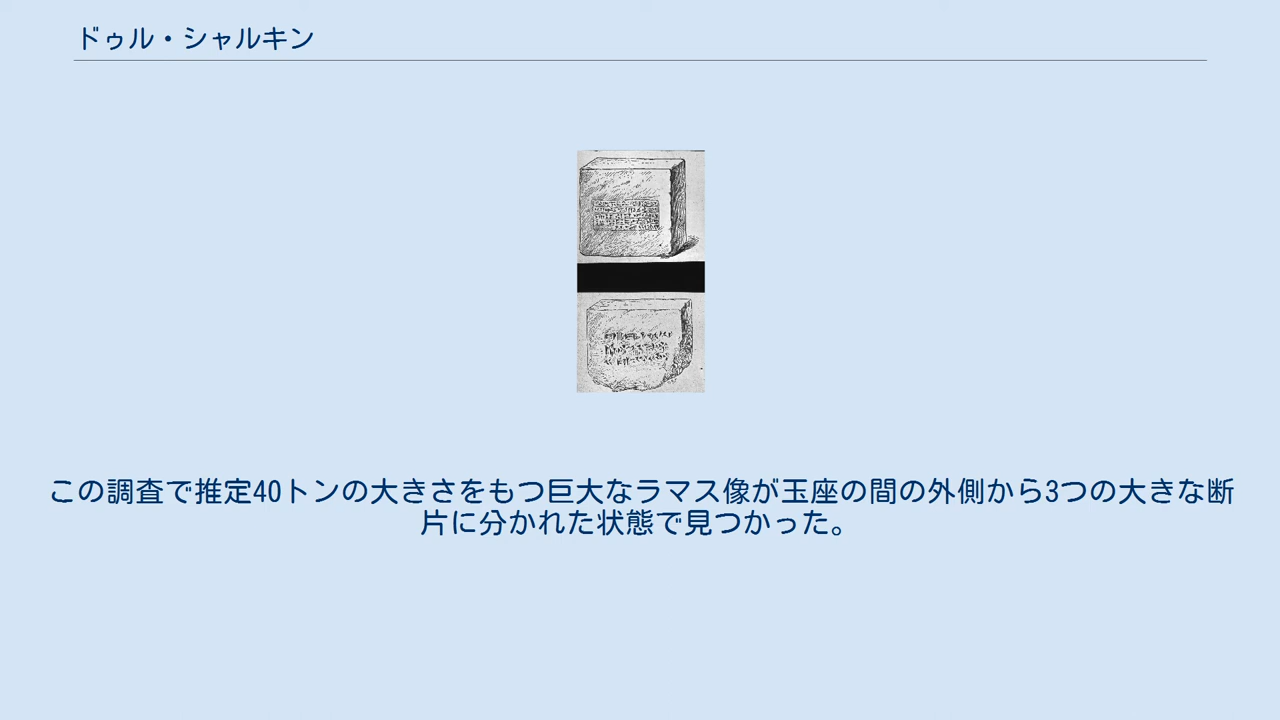 ドゥル・シャルキン
この調査で推定40トンの大きさをもつ巨大なラマス像が玉座の間の外側から3つの大きな断
片に分かれた状態で見つかった。